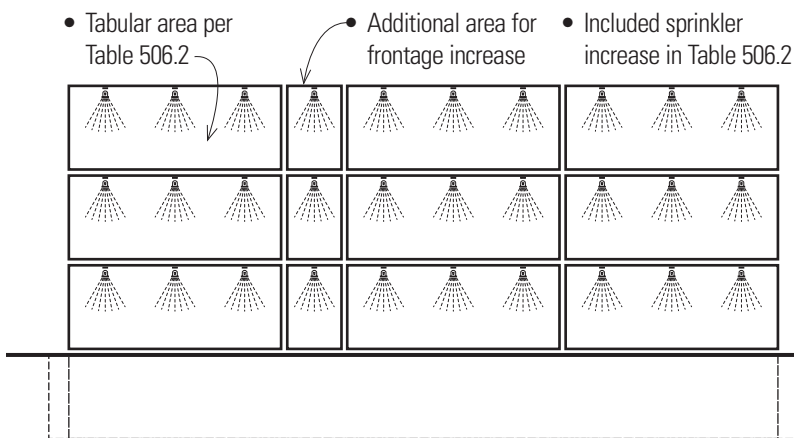 • Tabular area per
Table 506.2
• Additional area for
frontage increase
• Included sprinkler
increase in Table 506.2